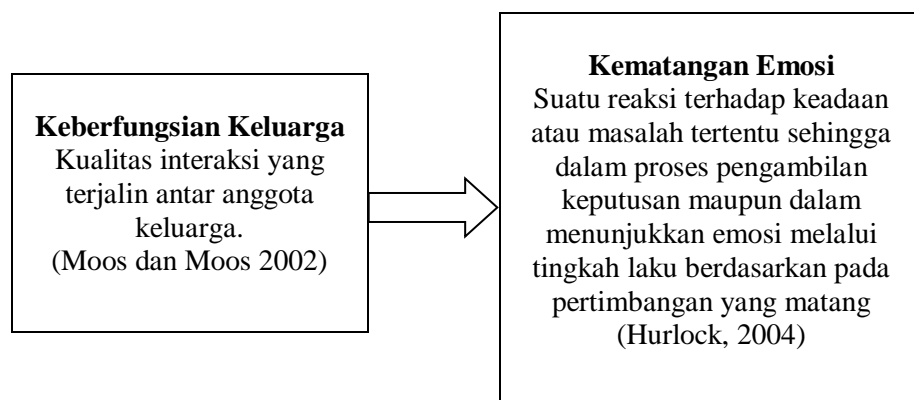 Keberfungsian Keluarga
Kualitas interaksi yang
terjalin antar anggota
keluarga.
(Moos dan Moos 2002)
Kematangan Emosi
Suatu reaksi terhadap keadaan
atau masalah tertentu sehingga
dalam proses pengambilan
keputusan maupun dalam
menunjukkan emosi melalui
tingkah laku berdasarkan pada
pertimbangan yang matang
(Hurlock, 2004)